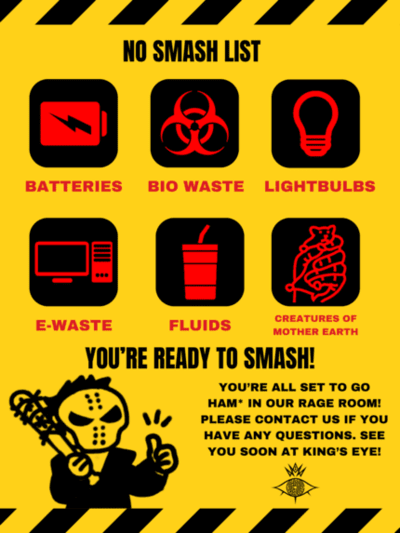 NO SMASH LIST
BATTERIES
BIO WASTE
LIGHTBULBS
E-WASTE
FLUIDS
CREATURES OF
MOTHER EARTH
YOU'RE READY TO SMASH!
YOU'RE ALL SET TO GO
HAM* IN OUR RAGE ROOM!
PLEASE CONTACT US IF YOU
HAVE ANY QUESTIONS. SEE
YOU SOON AT KING'S EYE!